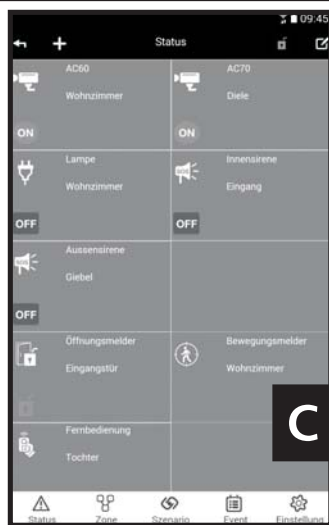 09:45
Status
AC60
Wohnzimmer
ON
AC70
Diele
ON
Lampe
Wohnzimmer
OFF
Innensirene
Eingang
OFF
Aussensirene
Giebel
OFF
Öffnungsmelder
Eingangstür
Bewegungsmelder
Wohnzimmer
Fernbedienung
Tochter
C
Status Zone Szenario Event Einstellung